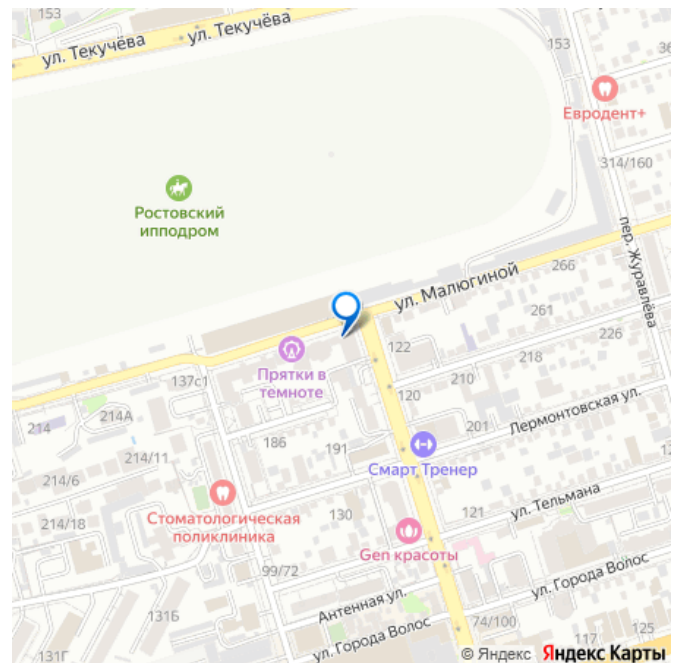 153
ул. Текучёва
ул. Текучёва
153
36
Евродент+
314/160
Ростовский
ипподром
пер. Журавлёва
266
ул. Малюгиной
261
226
122
218
137с1
Прятки в
темноте
210
120
214А
214
Лермонтовская ул.
201
186
191
214/11
Смарт Тренер
214/6
ул. Тельмана
Стоматологическая
поликлиника
130
121
214/18
Gen красоты
99/72
ул. Города Волос
Антенная ул.
131Б
74/100
ул. Города Волос
117
125
131Г
© Яндекс Яндекс Карты